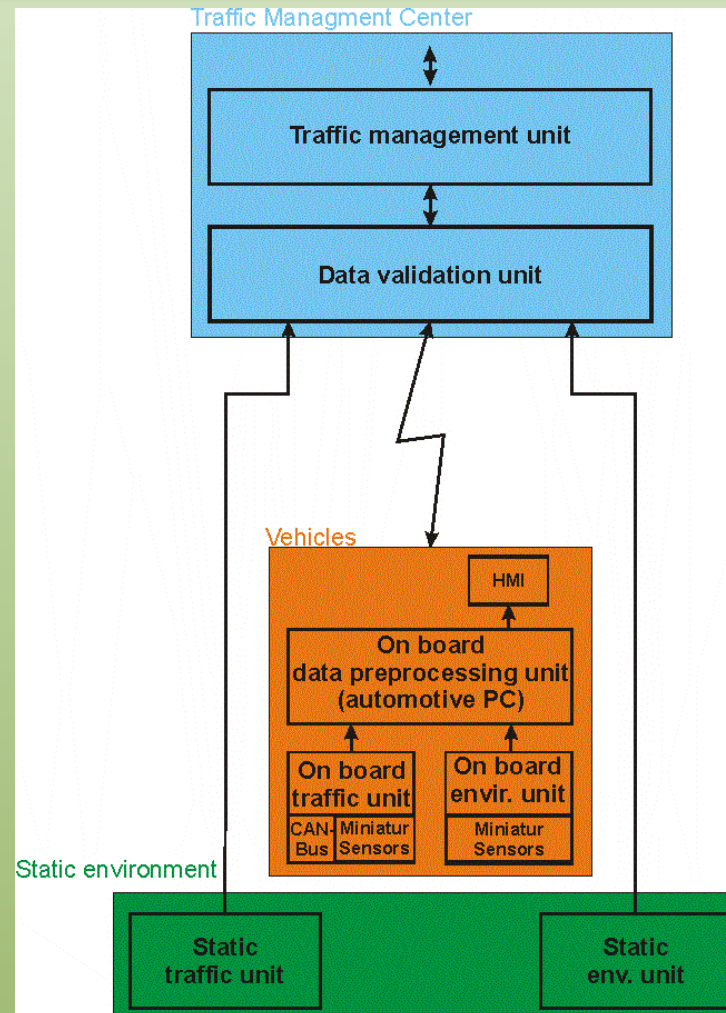 Traffic Managment Center
Traffic management unit
Data validation unit
Vehicles
HMI
On board
data preprocessing unit
(automotive PC)
On board
traffic unit
CAN-
Bus
Miniatur
Sensors
On board
envir. unit
Miniatur
Sensors
Static environment
Static
traffic unit
Static
env. unit